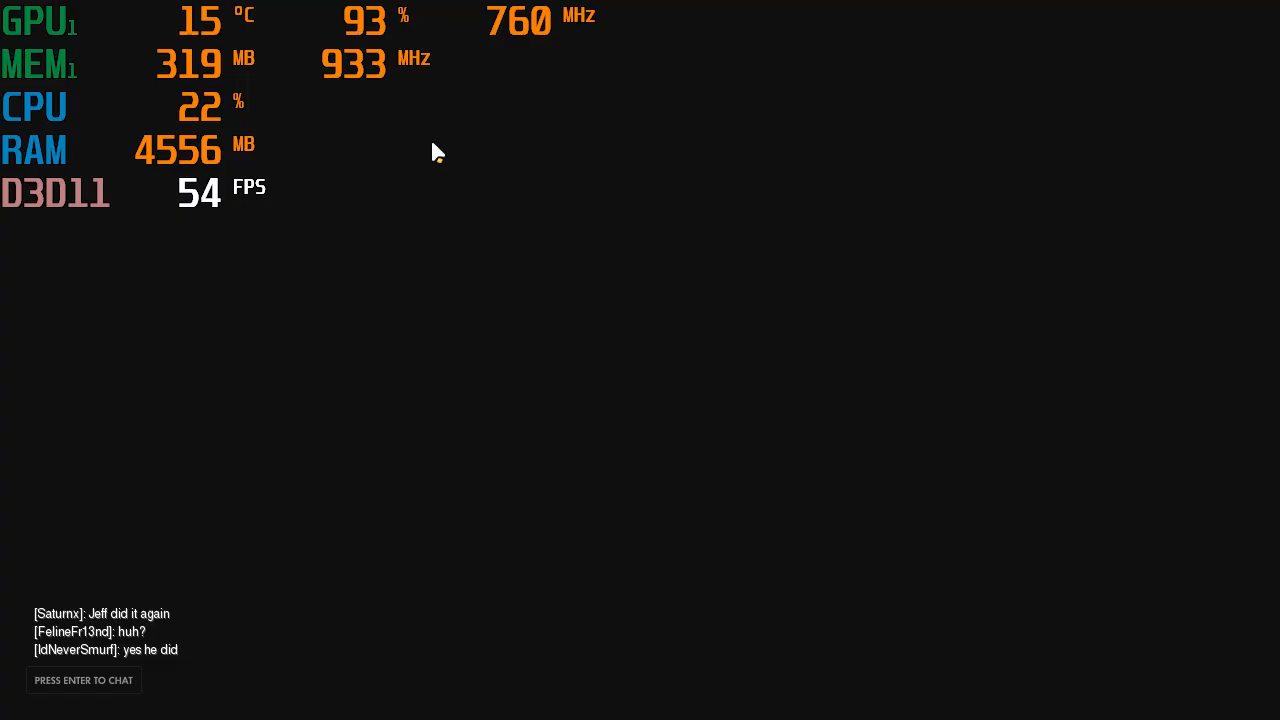 GPU1 15 °C 93 % 760 MHz
MEM1 319 MB 933 MHz
CPU 22 %
RAM 4556 MB
D3D11 54 FPS
[Saturnx]: Jeff did it again
[FelineFr13nd]: huh?
[IdNeverSmurf]: yes he did
PRESS ENTER TO CHAT